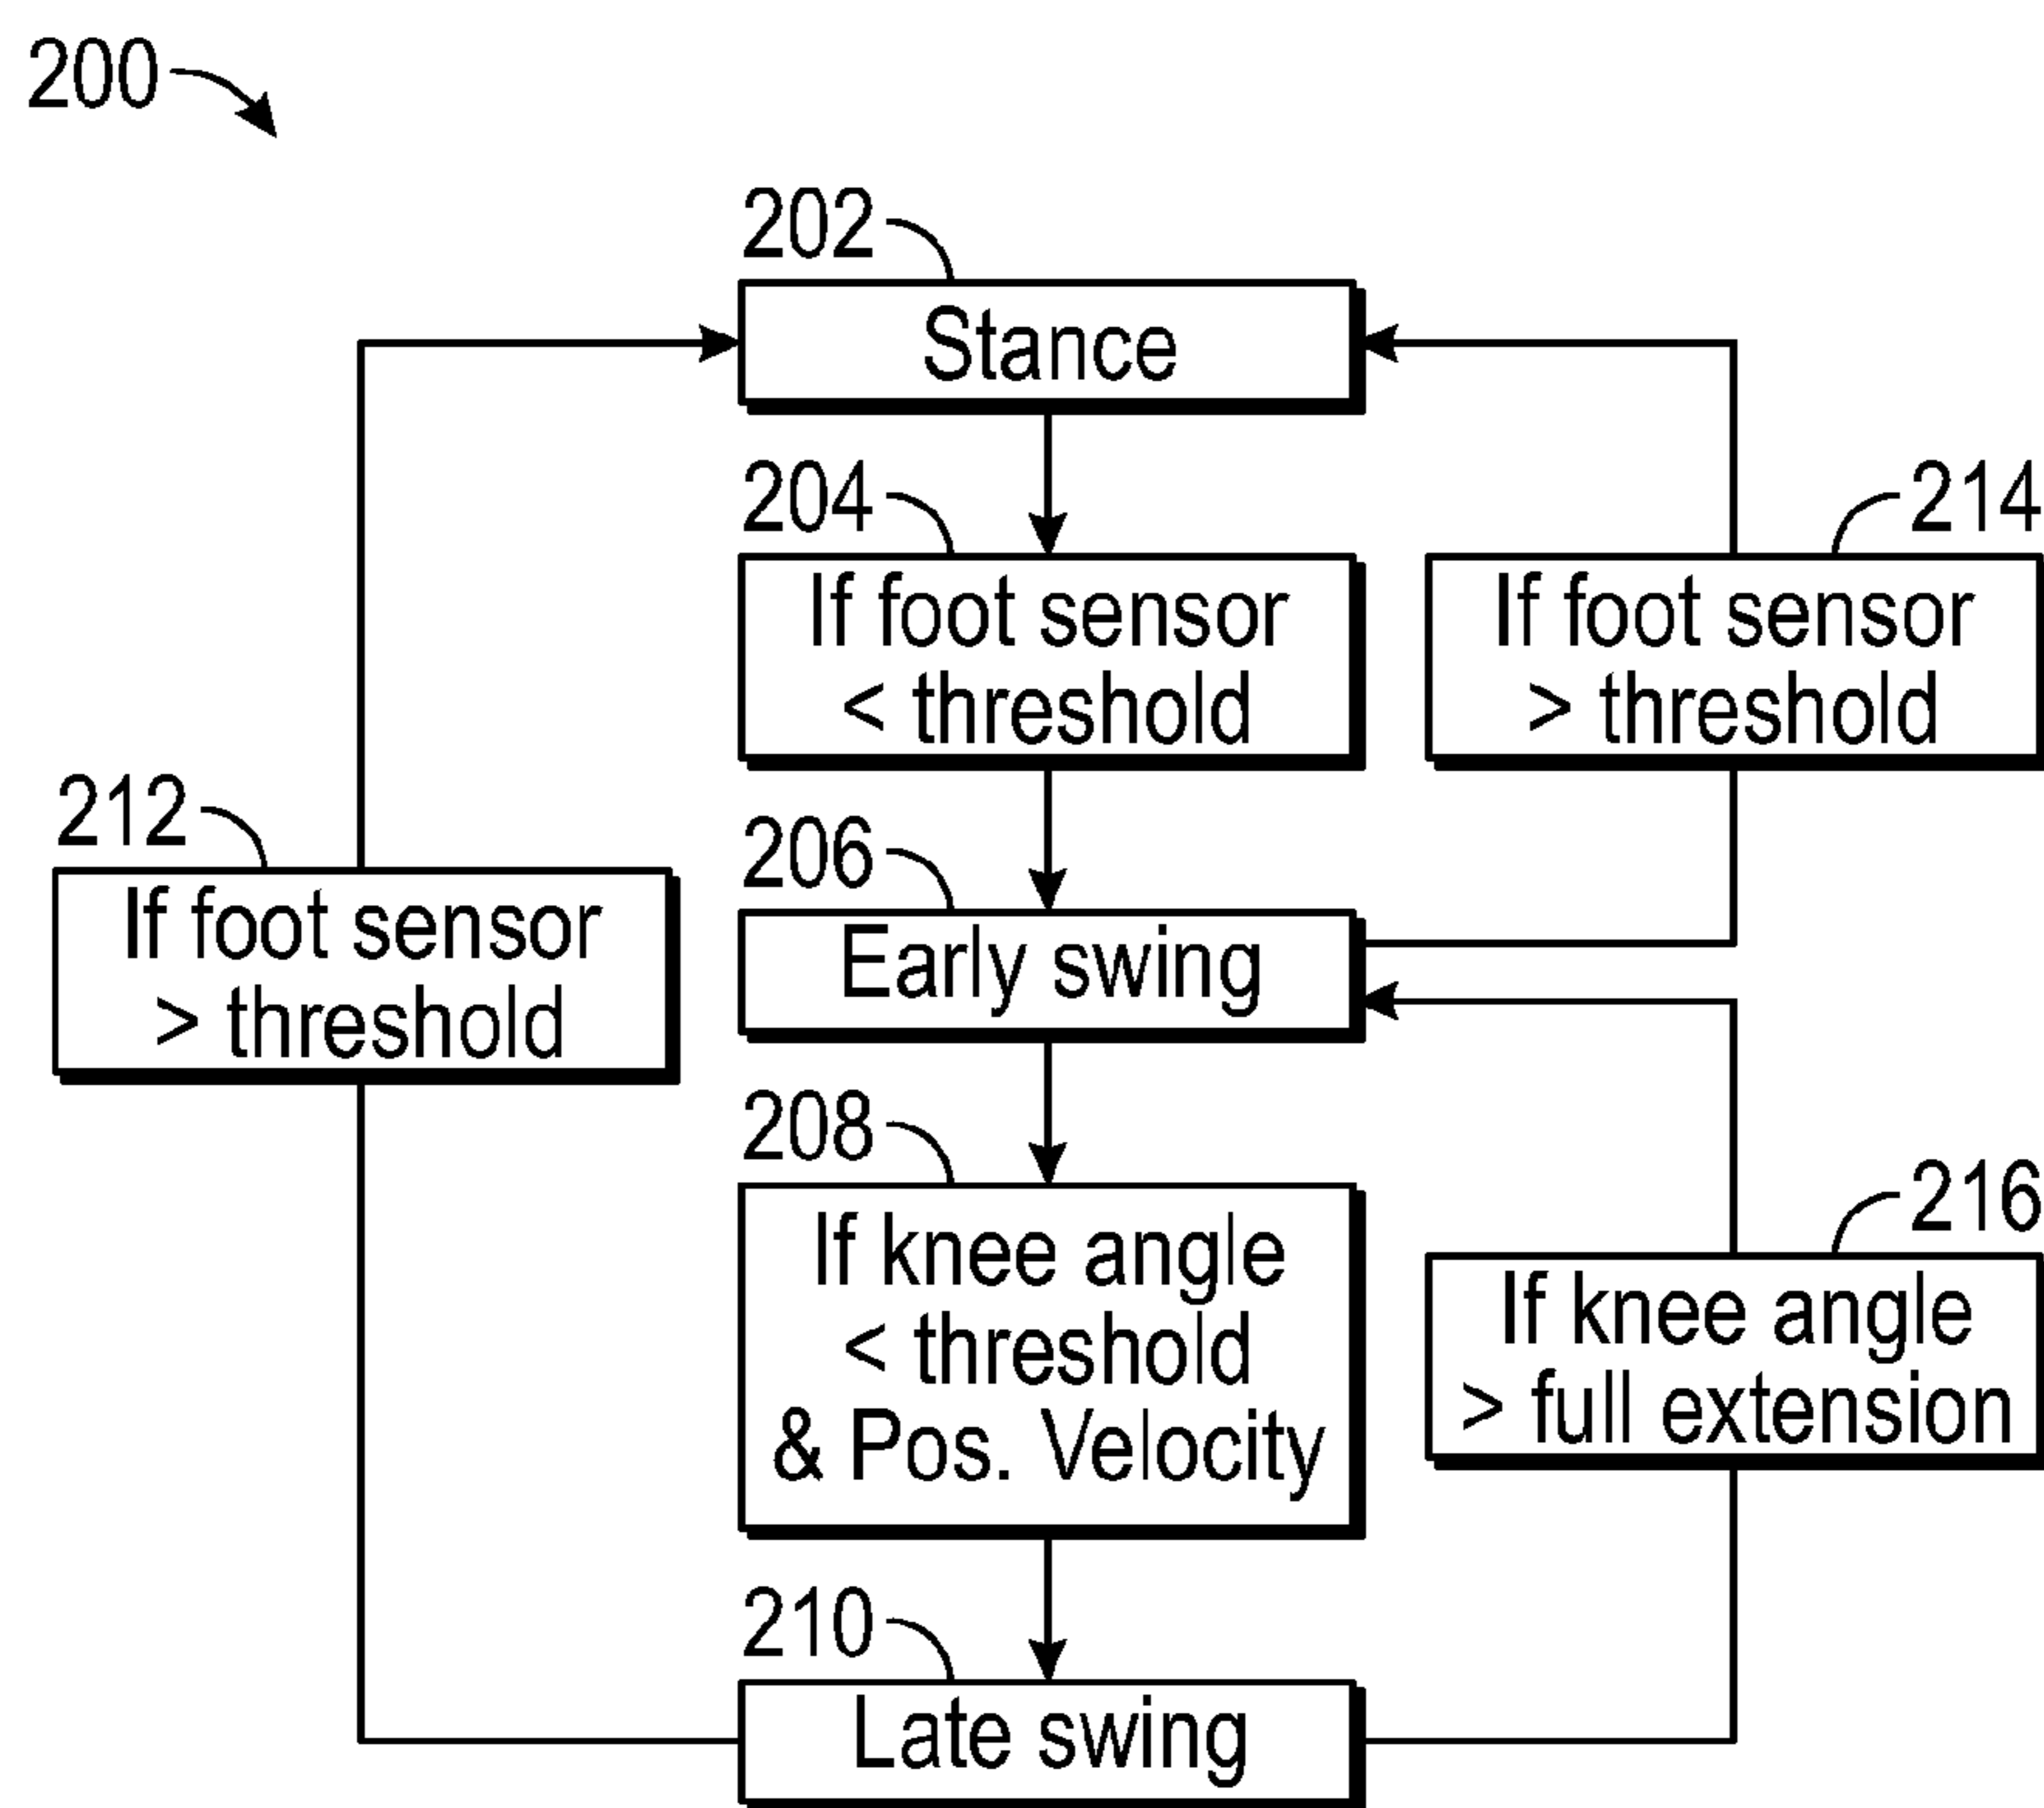 200
202
Stance
204
If foot sensor
< threshold
214
If foot sensor
> threshold
212
If foot sensor
> threshold
206
Early swing
208
If knee angle
< threshold
& Pos. Velocity
216
If knee angle
> full extension
210
Late swing